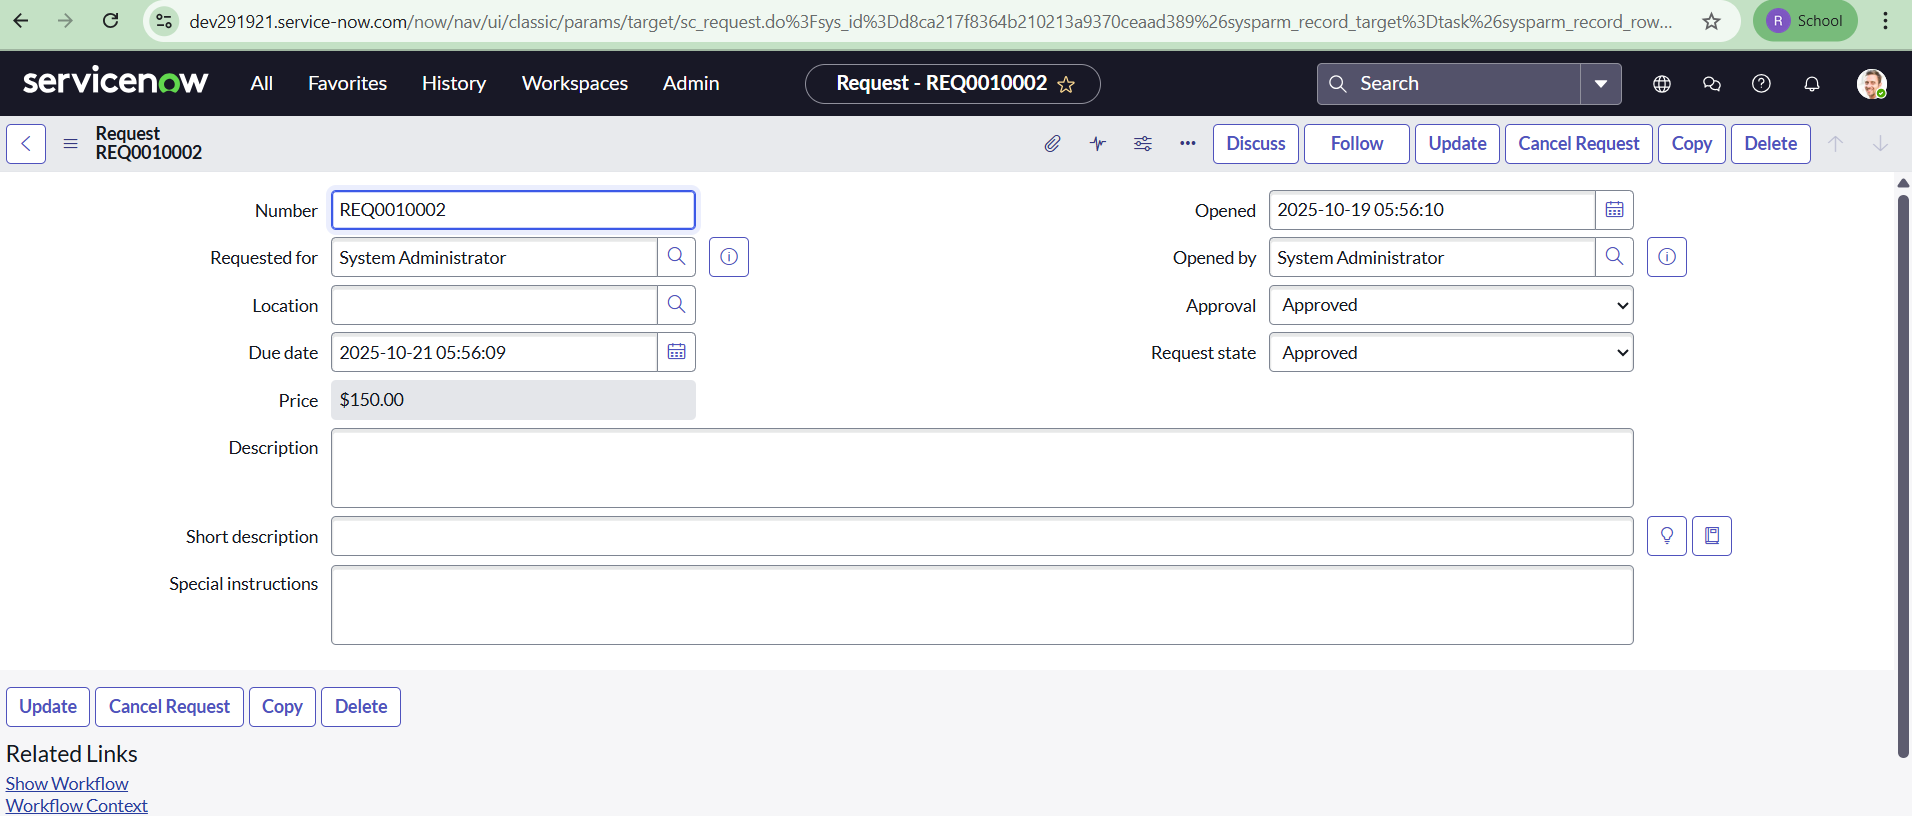 dev291921.service-now.com/now/nav/ui/classic/params/target/sc_request.do%3Fsys_id%3Dd8ca217f8364b210213a9370ceaad389%26sysparm_record_target%3Dtask%26sysparm_record_row...
R School
servicenow All Favorites History Workspaces Admin Request - REQ0010002 Search
Request
REQ0010002
Discuss Follow Update Cancel Request Copy Delete
Number REQ0010002 Opened 2025-10-19 05:56:10
Requested for System Administrator Opened by System Administrator
Location Approval Approved
Due date 2025-10-21 05:56:09 Request state Approved
Price $150.00
Description
Short description
Special instructions
Update Cancel Request Copy Delete
Related Links
Show Workflow
Workflow Context